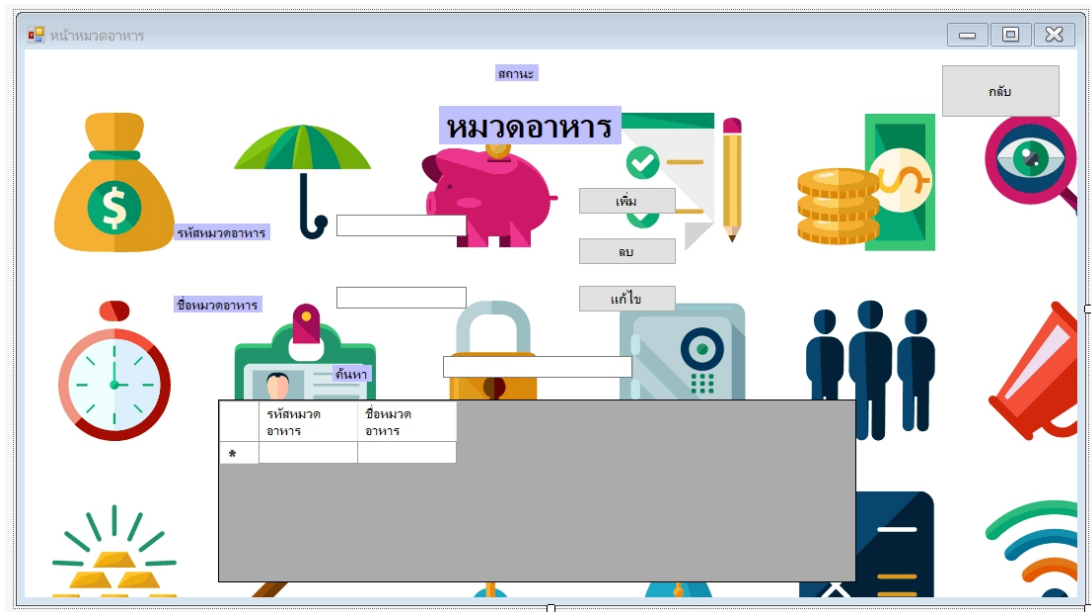 หน้าหมวดอาหาร
สถานะ
กลับ
หมวดอาหาร
$
เพิ่ม
รหัสหมวดอาหาร
ลบ
ชื่อหมวดอาหาร
แก้ไข
ค้นหา
รหัสหมวด ชื่อหมวด
อาหาร อาหาร
*